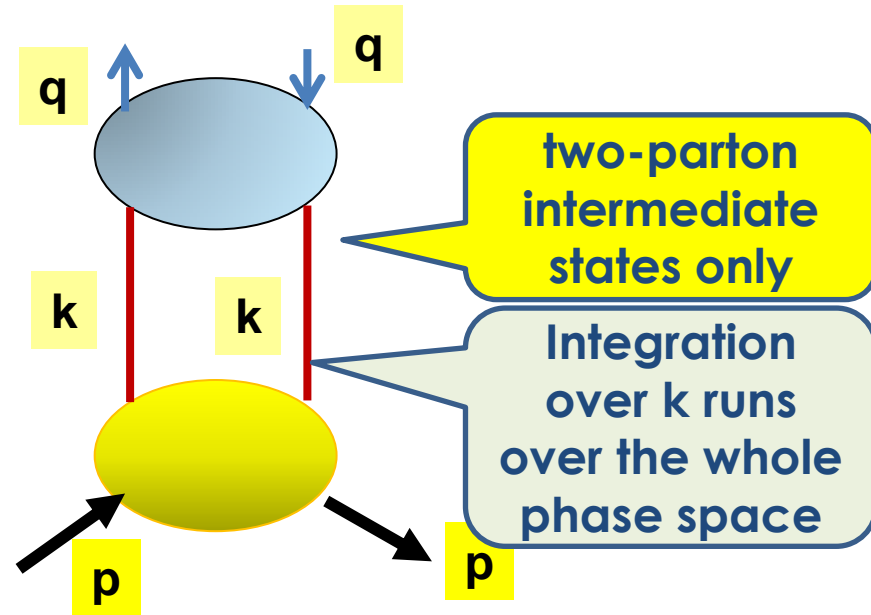 q
q
two-parton
intermediate
states only
k
k
Integration
over k runs
over the whole
phase space
p
p